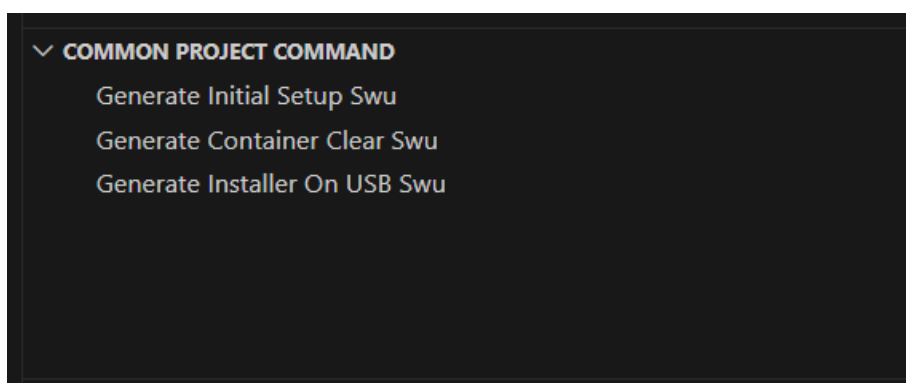 COMMON PROJECT COMMAND
Generate Initial Setup Swu
Generate Container Clear Swu
Generate Installer On USB Swu